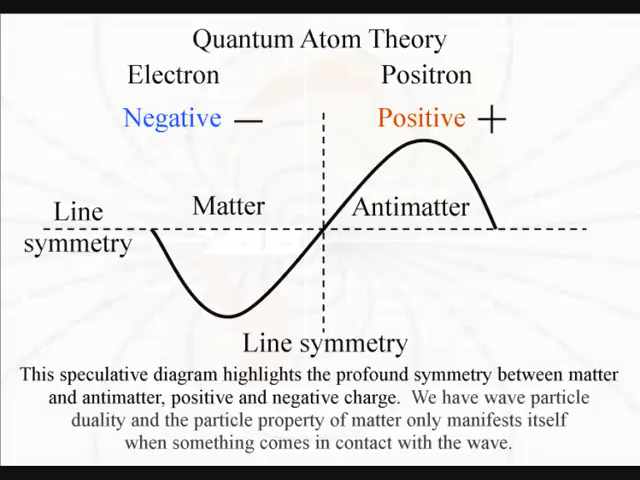 Quantum Atom Theory
Electron
Positron
Negative —
Positive +
Line
symmetry
Matter
Antimatter
Line symmetry
This speculative diagram highlights the profound symmetry between matter
and antimatter, positive and negative charge. We have wave particle
duality and the particle property of matter only manifests itself
when something comes in contact with the wave.